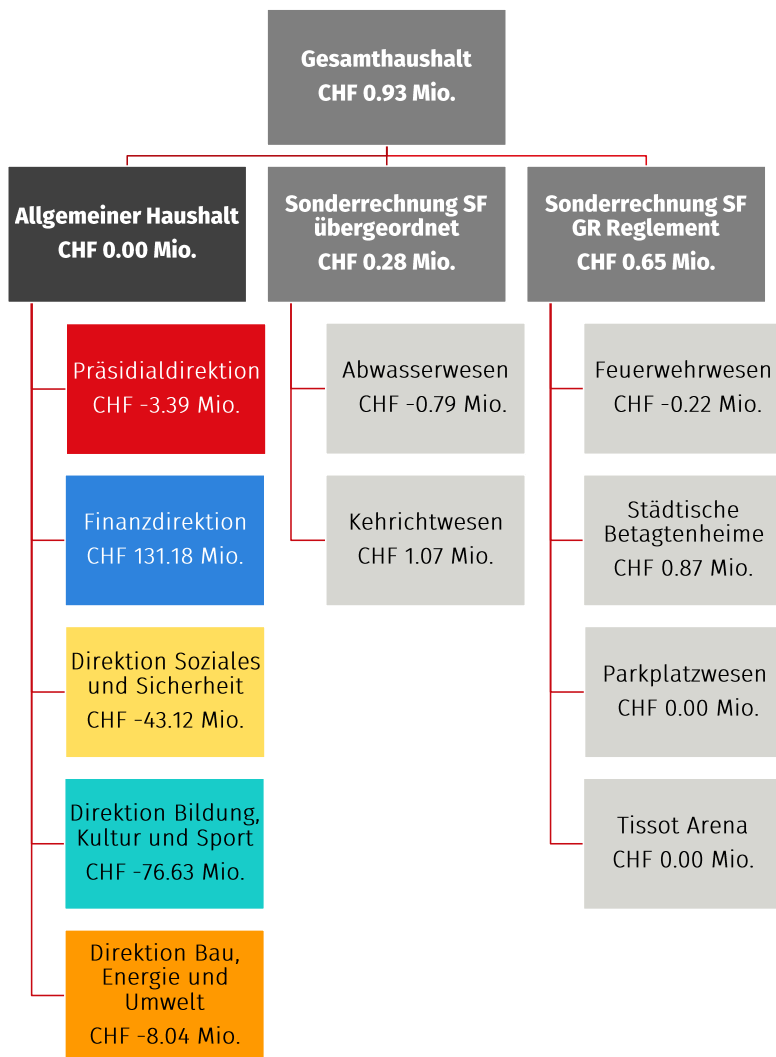 Gesamthaushalt
CHF 0.93 Mio.
Allgemeiner Haushalt
CHF 0.00 Mio.
Sonderrechnung SF
übergeordnet
CHF 0.28 Mio.
Sonderrechnung SF
GR Reglement
CHF 0.65 Mio.
Präsidialdirektion
CHF -3.39 Mio.
Finanzdirektion
CHF 131.18 Mio.
Direktion Soziales
und Sicherheit
CHF -43.12 Mio.
Direktion Bildung,
Kultur und Sport
CHF -76.63 Mio.
Direktion Bau,
Energie und
Umwelt
CHF -8.04 Mio.
Abwasserwesen
CHF -0.79 Mio.
Kehrichtwesen
CHF 1.07 Mio.
Feuerwehrwesen
CHF -0.22 Mio.
Städtische
Betagtenheime
CHF 0.87 Mio.
Parkplatzwesen
CHF 0.00 Mio.
Tissot Arena
CHF 0.00 Mio.